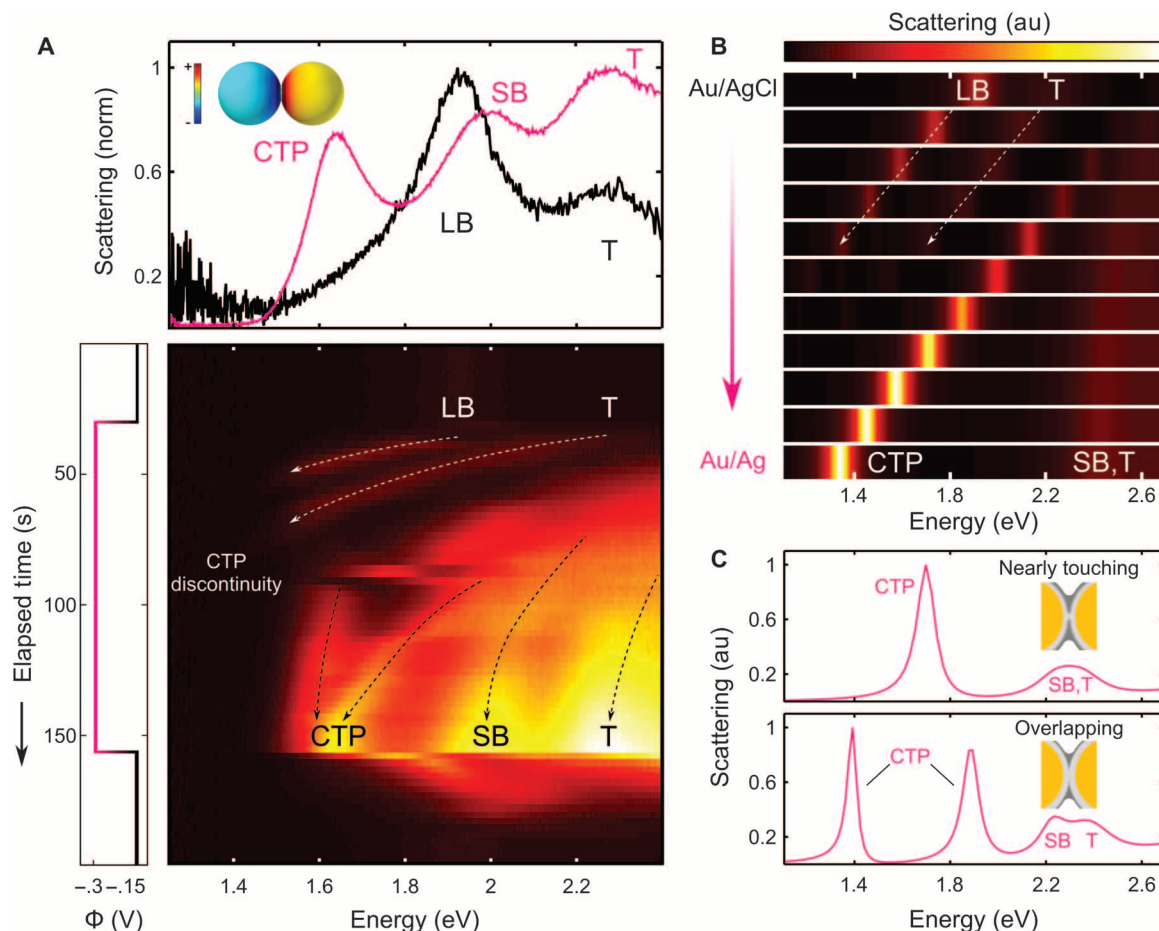 A
Scattering (norm)
1
0.6
0.2
+
-
CTP
LB
SB
T
T
Elapsed time (s)
50
100
150
–.3 –.15
Φ (V)
LB
T
CTP
discontinuity
CTP
SB
T
1.4
1.6
1.8
2
2.2
Energy (eV)
B
Scattering (au)
Au/AgCl
LB
T
Au/Ag
CTP
SB,T
1.4
1.8
2.2
2.6
Energy (eV)
C
Scattering (au)
1
0.6
0.2
Nearly touching
CTP
SB,T
1
0.6
0.2
Overlapping
CTP
SB
T
1.4
1.8
2.2
2.6
Energy (eV)